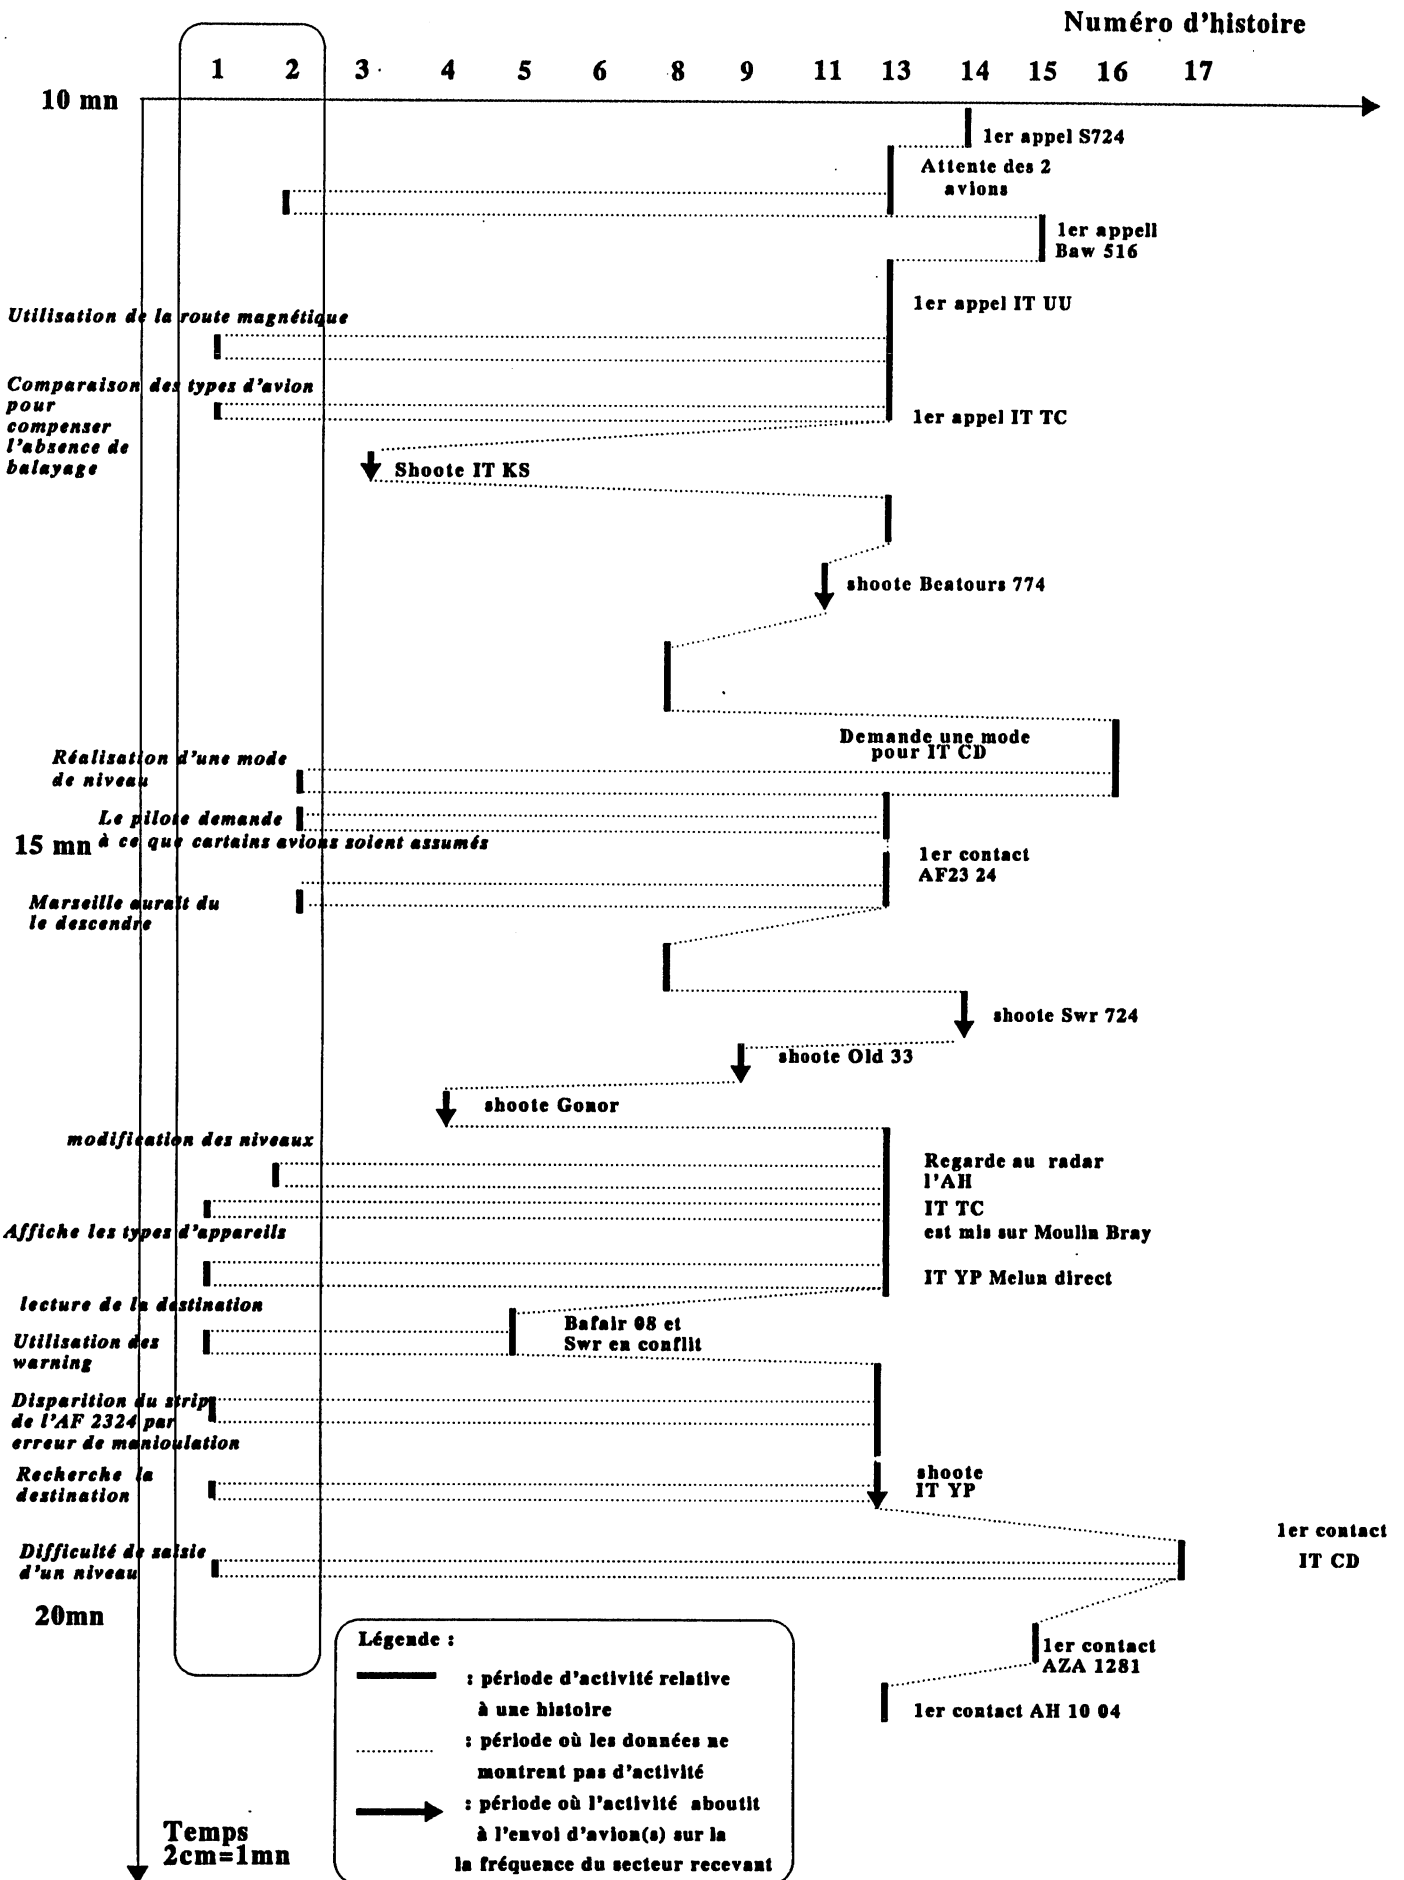 Numéro d'histoire
1 2 3 4 5 6 8 9 11 13 14 15 16 17
10 mn
1er appel S724
Attente des 2
avions
1er appell
Baw 516
1er appel IT UU
Utilisation de la route magnétique
Comparaison des types d'avion
pour
compenser
l'absence de
balayage
1er appel IT TC
Shoote IT KS
shoote Beatours 774
Demande une mode
pour IT CD
Réalisation d'une mode
de niveau
Le pilote demande
à ce que cartains avions soient assumés
15 mn
1er contact
AF23 24
Marseille aurait du
le descendre
shoote Swr 724
shoote Old 33
shoote Gonor
modification des niveaux
Regarde au radar
l'AH
IT TC
est mis sur Moulin Bray
Affiche les types d'appareils
IT YP Melun direct
lecture de la destination
Bafair 08 et
Swr en conflit
Utilisation des
warning
Disparition du strip
de l'AF 2324 par
erreur de manioulation
Recherche la
destination
shoote
IT YP
1er contact
IT CD
Difficulté de saisie
d'un niveau
20mn
1er contact
AZA 1281
1er contact AH 10 04
Légende :
: période d'activité relative
à une histoire
: période où les données ne
montrent pas d'activité
: période où l'activité aboutit
à l'envoi d'avion(s) sur la
la fréquence du secteur recevant
Temps
2cm=1mn